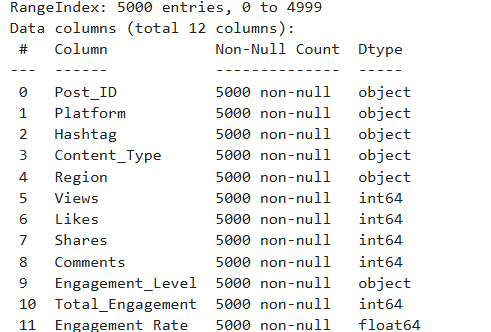 RangeIndex: 5000 entries, 0 to 4999
Data columns (total 12 columns):
#   Column            Non-Null Count  Dtype
---  ------            --------------  -----
0   Post_ID           5000 non-null   object
1   Platform          5000 non-null   object
2   Hashtag           5000 non-null   object
3   Content_Type      5000 non-null   object
4   Region            5000 non-null   object
5   Views             5000 non-null   int64
6   Likes             5000 non-null   int64
7   Shares            5000 non-null   int64
8   Comments          5000 non-null   int64
9   Engagement_Level  5000 non-null   object
10  Total_Engagement  5000 non-null   int64
11  Engagement Rate   5000 non-null   float64